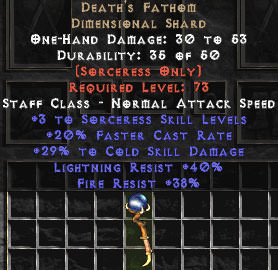 Death's Fathom
Dimensional Shard
One-Hand Damage: 30 to 53
Durability: 35 of 50
(Sorceress Only)
Required Level: 73
Staff Class - Normal Attack Speed
+3 to Sorceress Skill Levels
+20% Faster Cast Rate
+29% to Cold Skill Damage
Lightning Resist +40%
Fire Resist +38%